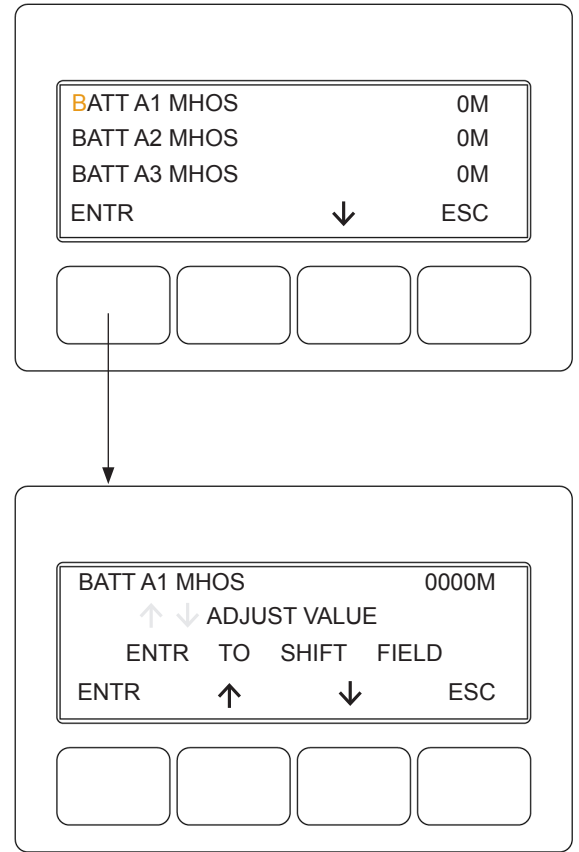 BATT A1 MHOS 0M
BATT A2 MHOS 0M
BATT A3 MHOS 0M
ENTR ↓ ESC
BATT A1 MHOS 0000M
↑ ↓ ADJUST VALUE
ENTR TO SHIFT FIELD
ENTR ↑ ↓ ESC